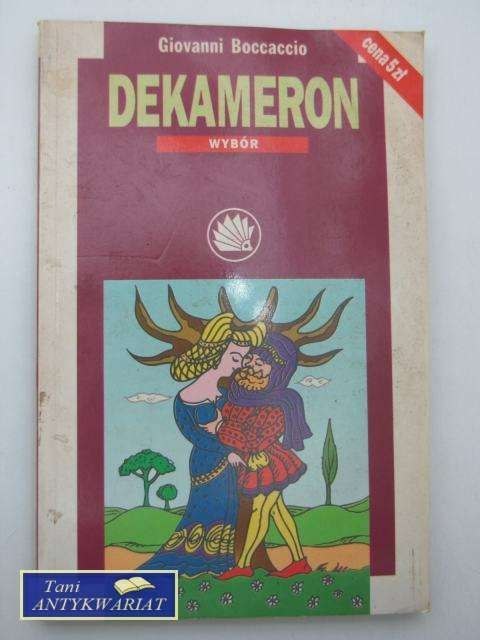 Giovanni Boccaccio
cena 5 zł
DEKAMERON
WYBÓR
Tani
ANTYKWARIAT